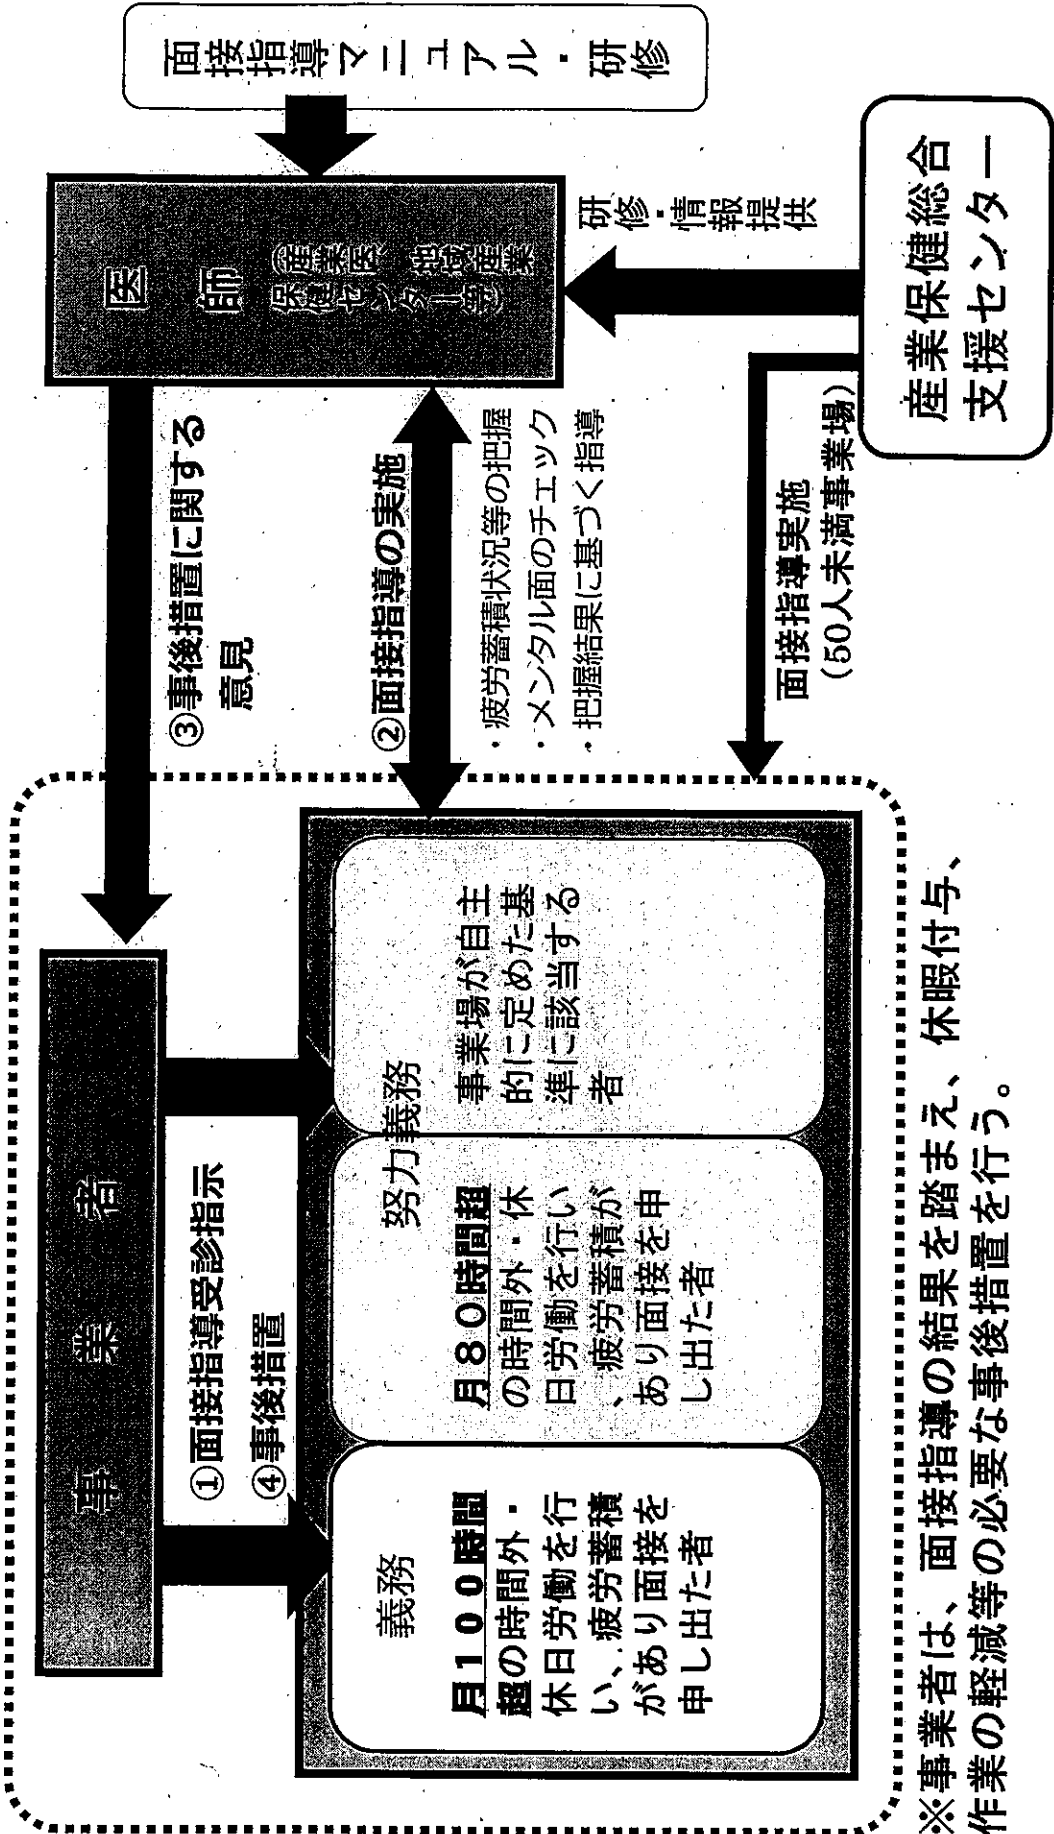 事業者
①面接指導受診指示
④事後措置
義務
月１００時間
超の時間外・
休日労働を行
い、疲労蓄積
があり面接を
申し出た者
努力義務
月８０時間超
の時間外・休
日労働を行い
、疲労蓄積が
あり面接を申
し出た者
事業場が自主
的に定めた基
準に該当する
者
③事後措置に関する
意見
②面接指導の実施
・疲労蓄積状況等の把握
・メンタル面のチェック
・把握結果に基づく指導
面接指導実施
(50人未満事業場)
医
師
(産業医、地域産業
保健センター等)
研修・情報提供
面接指導マニュアル・研修
産業保健総合
支援センター
※事業者は、面接指導の結果を踏まえ、休暇付与、
作業の軽減等の必要な事後措置を行う。